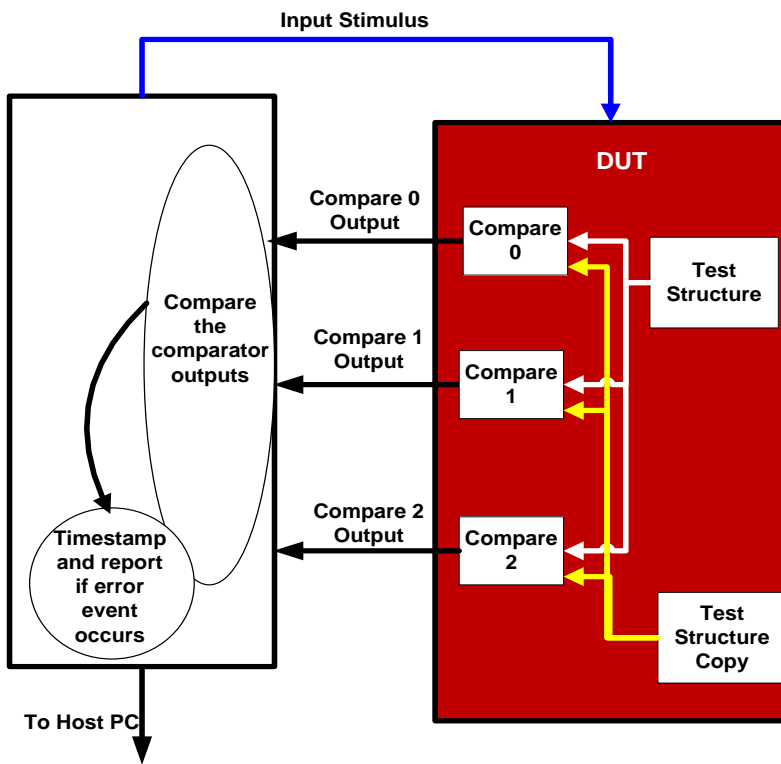 Input Stimulus
DUT
Compare 0
Output
Compare
0
Test
Structure
Compare
the
comparator
outputs
Compare 1
Output
Compare
1
Compare 2
Output
Compare
2
Timestamp
and report
if error
event
occurs
Test
Structure
Copy
To Host PC